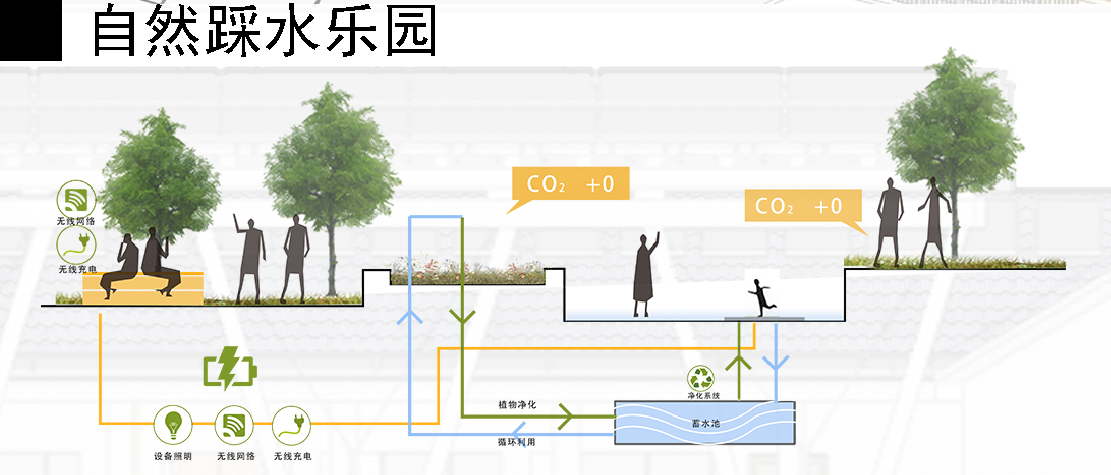 自然踩水乐园
CO₂ +0
CO₂ +0
无线网络
无线充电
净化系统
植物净化
蓄水池
循环利用
设备照明
无线网络
无线充电